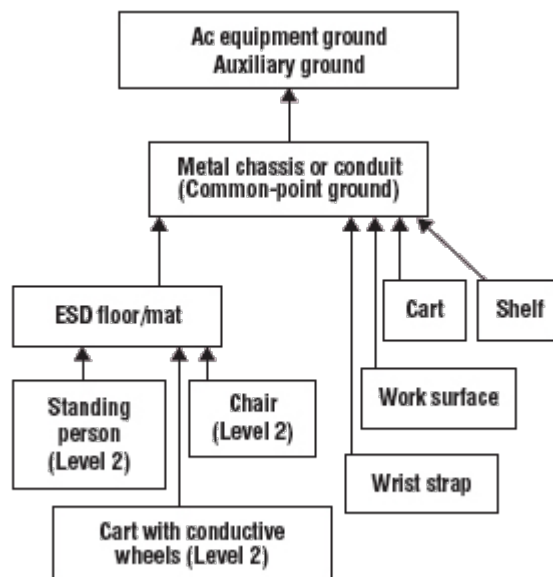 Ac equipment ground
Auxiliary ground
Metal chassis or conduit
(Common-point ground)
ESD floor/mat
Cart
Shelf
Standing
person
(Level 2)
Chair
(Level 2)
Work surface
Wrist strap
Cart with conductive
wheels (Level 2)